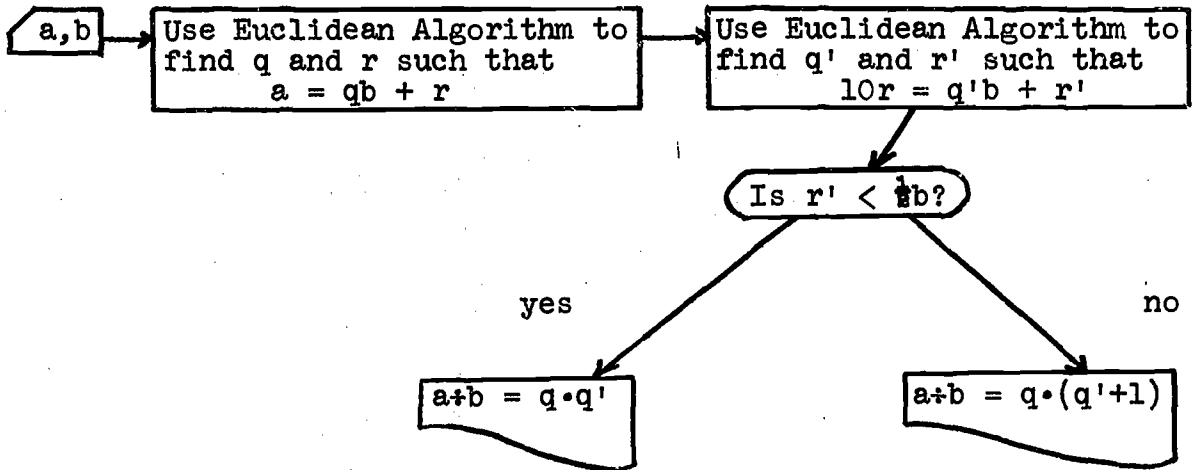 a,b
Use Euclidean Algorithm to
find q and r such that
a = qb + r
Use Euclidean Algorithm to
find q' and r' such that
10r = q'b + r'
Is r' < ½b?
yes
no
a÷b = q•q'
a÷b = q•(q'+1)